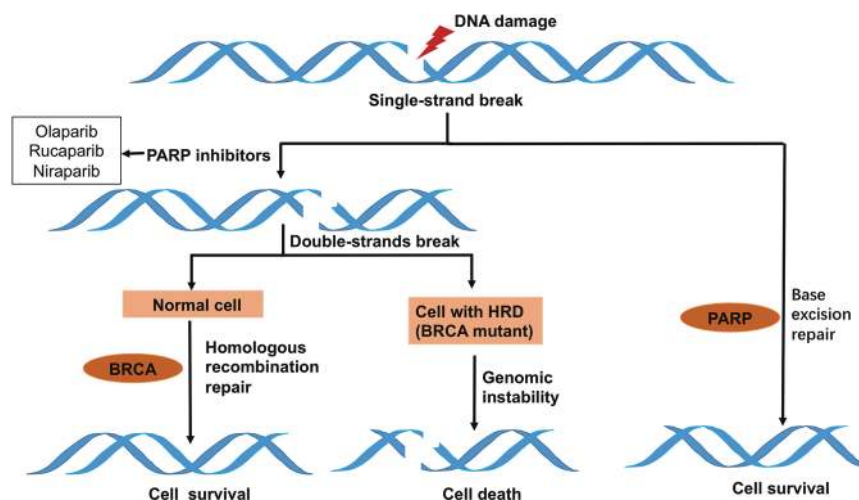 DNA damage
Single-strand break
Olaparib
Rucaparib
Niraparib
PARP inhibitors
Double-strands break
Normal cell
Cell with HRD
(BRCA mutant)
PARP
Base
excision
repair
BRCA
Homologous
recombination
repair
Genomic
instability
Cell survival
Cell death
Cell survival